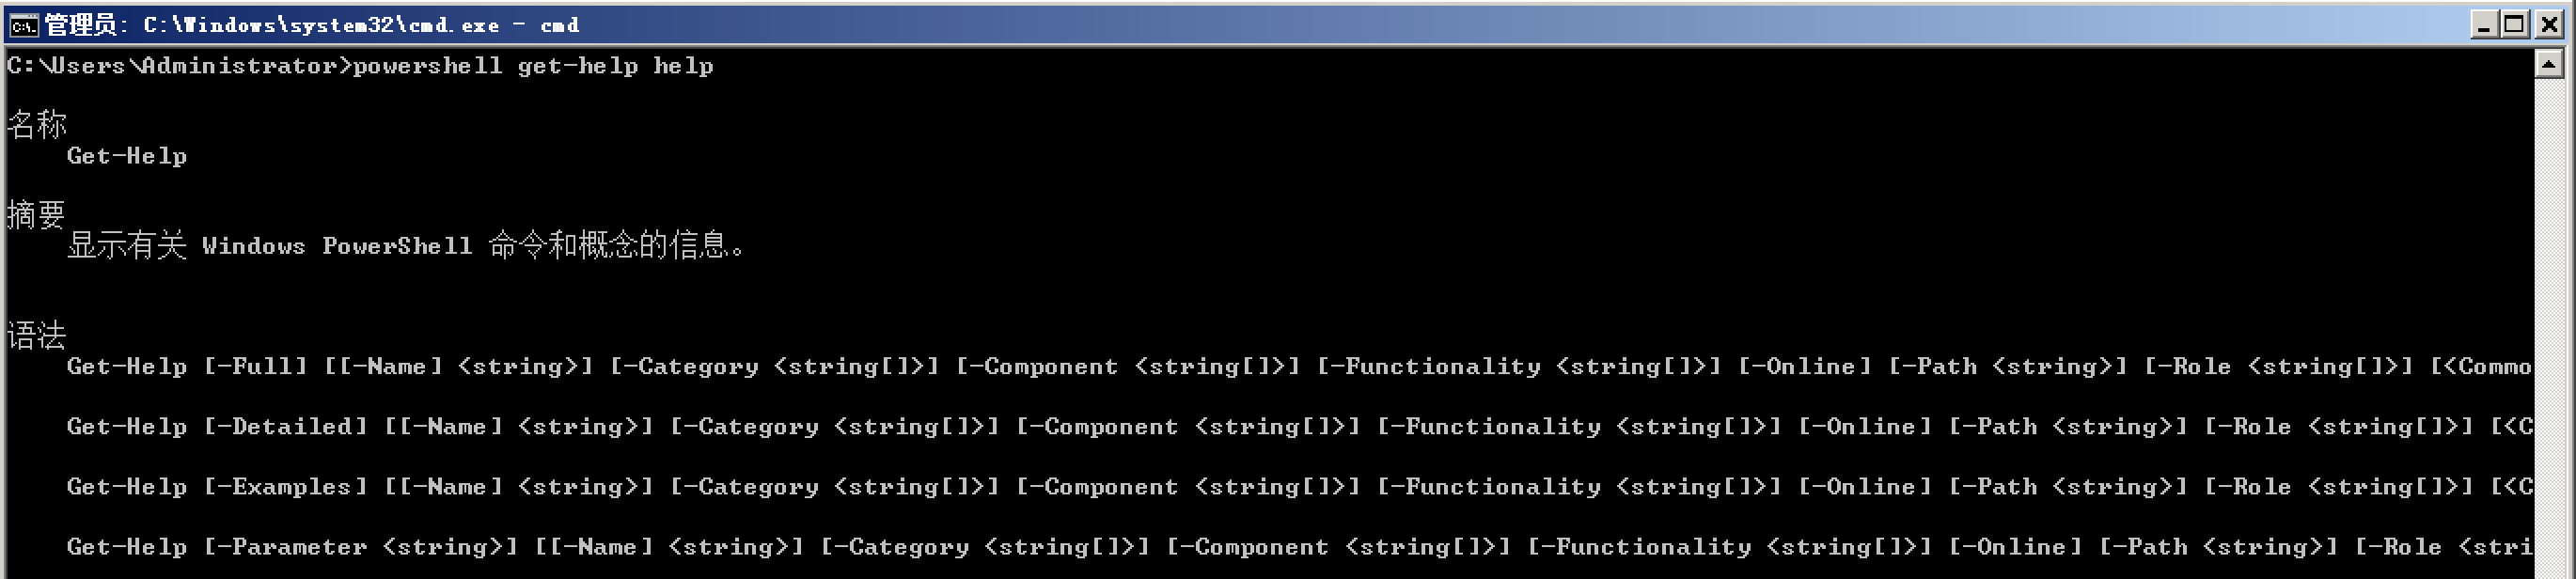 管理员: C:\Windows\system32\cmd.exe - cmd
C:\Users\Administrator>powershell get-help help
名称
Get-Help
摘要
显示有关 Windows PowerShell 命令和概念的信息。
语法
Get-Help [-Full] [[-Name] <string>] [-Category <string[]>] [-Component <string[]>] [-Functionality <string[]>] [-Online] [-Path <string>] [-Role <string[]>] [<Commo
Get-Help [-Detailed] [[-Name] <string>] [-Category <string[]>] [-Component <string[]>] [-Functionality <string[]>] [-Online] [-Path <string>] [-Role <string[]>] [<C
Get-Help [-Examples] [[-Name] <string>] [-Category <string[]>] [-Component <string[]>] [-Functionality <string[]>] [-Online] [-Path <string>] [-Role <string[]>] [<C
Get-Help [-Parameter <string>] [[-Name] <string>] [-Category <string[]>] [-Component <string[]>] [-Functionality <string[]>] [-Online] [-Path <string>] [-Role <stri